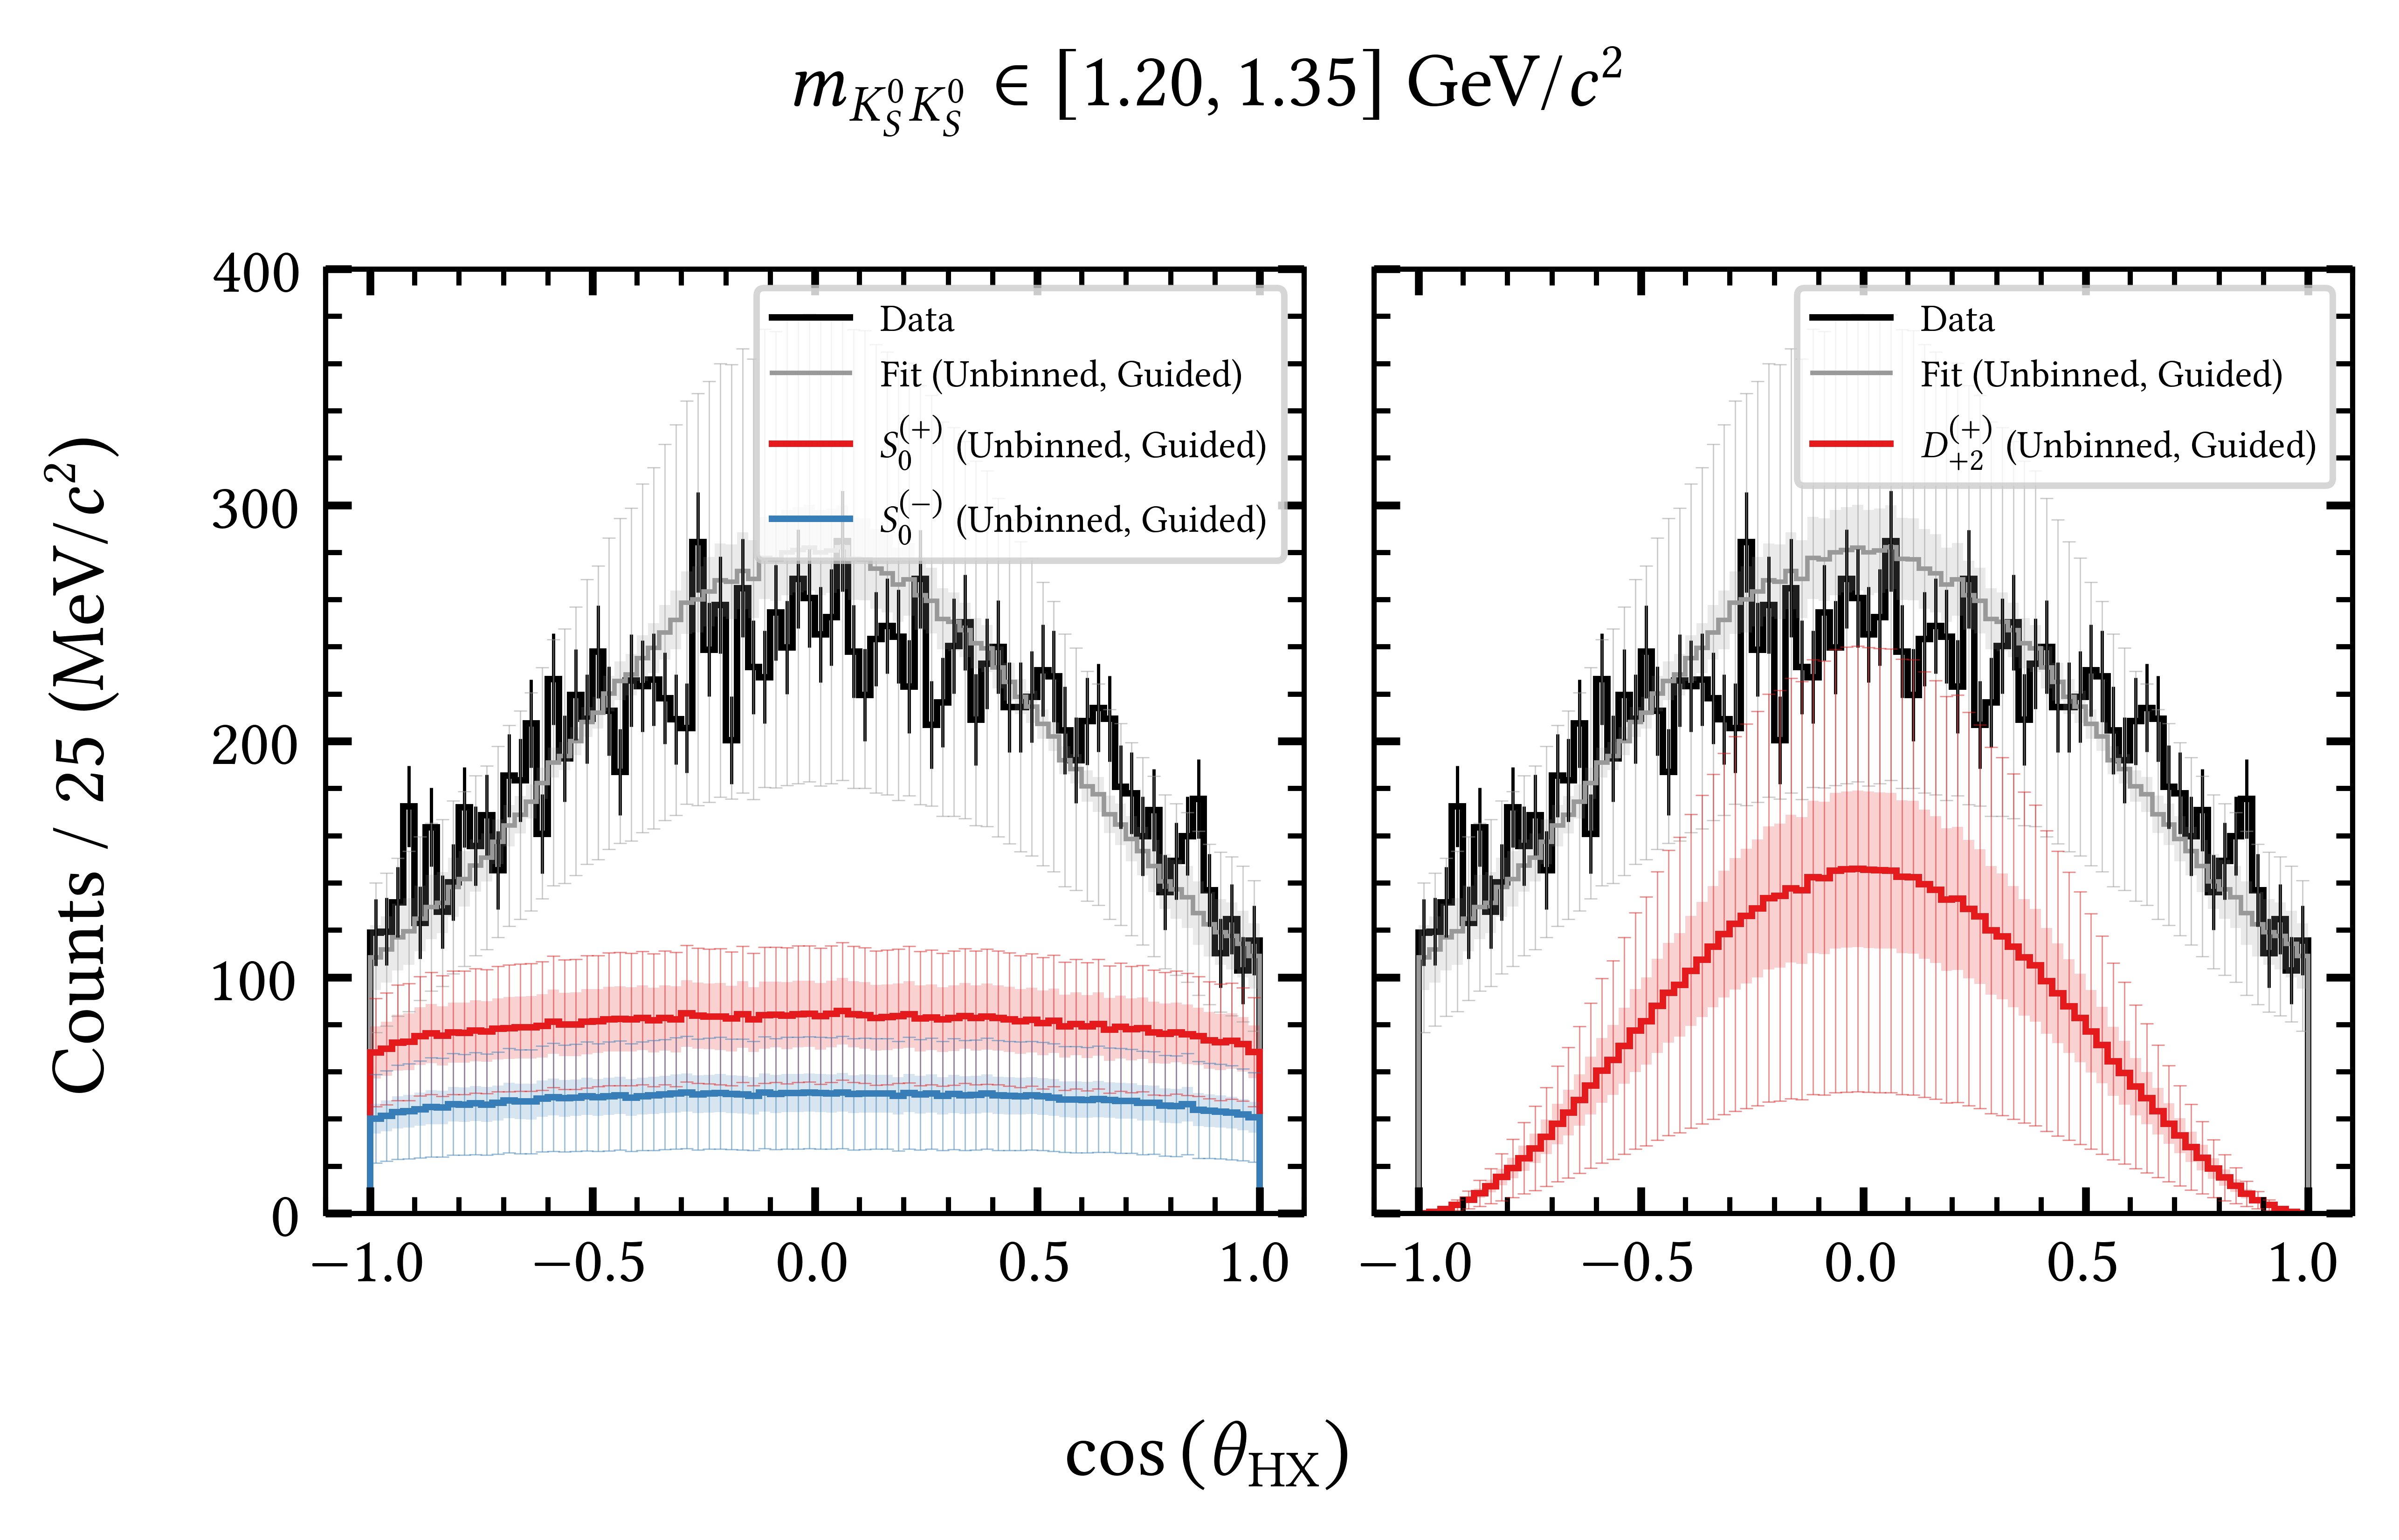 m_{K_S^0 K_S^0} ∈ [1.20, 1.35] GeV/c²
Counts / 25 (MeV/c²)
400
300
200
100
0
Data
Fit (Unbinned, Guided)
S_0^{(+)} (Unbinned, Guided)
S_0^{(−)} (Unbinned, Guided)
−1.0 −0.5 0.0 0.5 1.0
Data
Fit (Unbinned, Guided)
D_{+2}^{(+)} (Unbinned, Guided)
−1.0 −0.5 0.0 0.5 1.0
cos (θ_{HX})